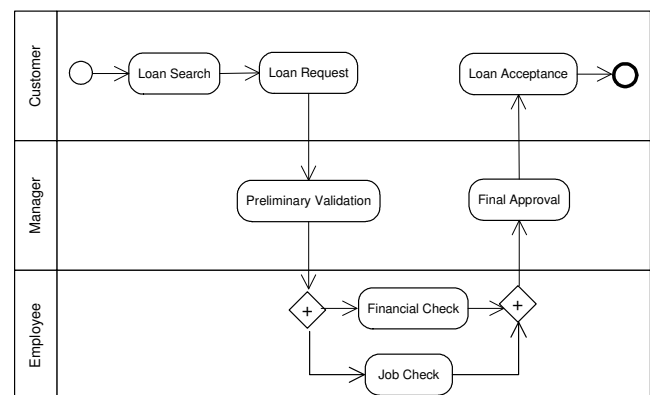 Customer
Loan Search
Loan Request
Loan Acceptance
Manager
Preliminary Validation
Final Approval
Employee
+
Financial Check
+
Job Check